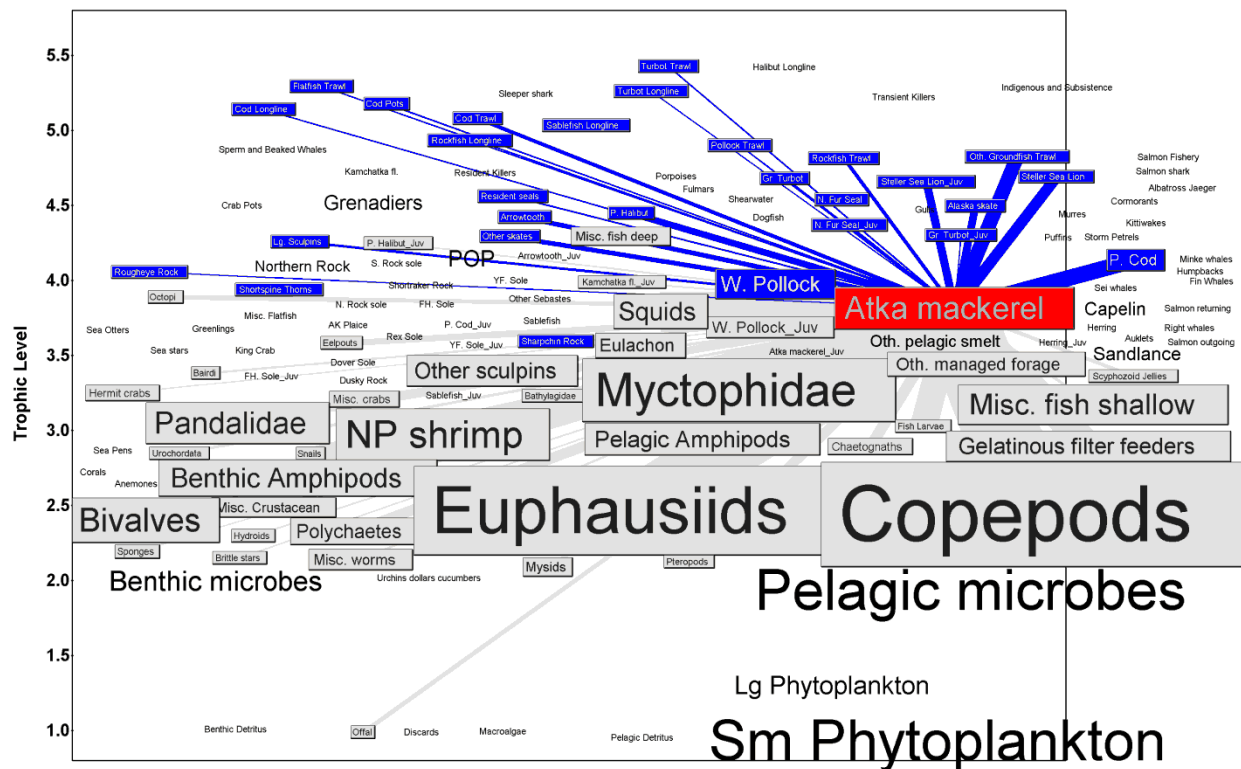 5.5
5.0
4.5
4.0
3.5
3.0
2.5
2.0
1.5
1.0
Trophic Level
Turbot Trawl
Halibut Longline
Flatfish Trawl
Turbot Longline
Indigenous and Subsistence
Sleeper shark
Transient Killers
Cod Longline
Cod Pots
Cod Trawl
Sablefish Longline
Rockfish Longline
Pollock Trawl
Sperm and Beaked Whales
Rockfish Trawl
Oth. Groundfish Trawl
Salmon Fishery
Kamchatka fl.
Resident Killers
Porpoises
Gr. Turbot
Steller Sea Lion_Juv
Steller Sea Lion
Salmon shark
Fulmars
Albatross Jaeger
Crab Pots
Grenadiers
Resident seals
Shearwater
N. Fur Seal
Alaska skate
Cormorants
Arrowtooth
P. Halibut
Dogfish
N. Fur Seal_Juv
Gulls
Murres
Kittiwakes
Lg. Sculpins
P. Halibut_Juv
Other skates
Misc. fish deep
Gr. Turbot_Juv
Puffins
Storm Petrels
Rougheye Rock
Northern Rock
S. Rock sole
POP
Arrowtooth_Juv
P. Cod
Minke whales
Humpbacks
Fin Whales
Octopi
Shortspine Thorns
Shortraker Rock
YF. Sole
Kamchatka fl._Juv
W. Pollock
Sei whales
N. Rock sole
FH. Sole
Other Sebastes
Squids
Atka mackerel
Capelin
Salmon returning
Sea Otters
Greenlings
Misc. Flatfish
AK Plaice
P. Cod_Juv
Sablefish
W. Pollock_Juv
Herring
Right whales
Sea stars
King Crab
Eelpouts
Rex Sole
YF. Sole_Juv
Sharpchin Rock
Eulachon
Atka mackerel_Juv
Oth. pelagic smelt
Herring_Juv
Auklets
Salmon outgoing
Bairdi
FH. Sole_Juv
Dover Sole
Other sculpins
Oth. managed forage
Sandlance
Scyphozoid Jellies
Hermit crabs
Dusky Rock
Misc. crabs
Sablefish_Juv
Bathylagidae
Myctophidae
Misc. fish shallow
Pandalidae
NP shrimp
Pelagic Amphipods
Fish Larvae
Chaetognaths
Gelatinous filter feeders
Sea Pens
Urochordata
Snails
Corals
Anemones
Benthic Amphipods
Euphausiids
Copepods
Bivalves
Misc. Crustacean
Polychaetes
Hydroids
Sponges
Brittle stars
Misc. worms
Mysids
Pteropods
Benthic microbes
Urchins dollars cucumbers
Pelagic microbes
Lg Phytoplankton
Benthic Detritus
Offal
Discards
Macroalgae
Pelagic Detritus
Sm Phytoplankton